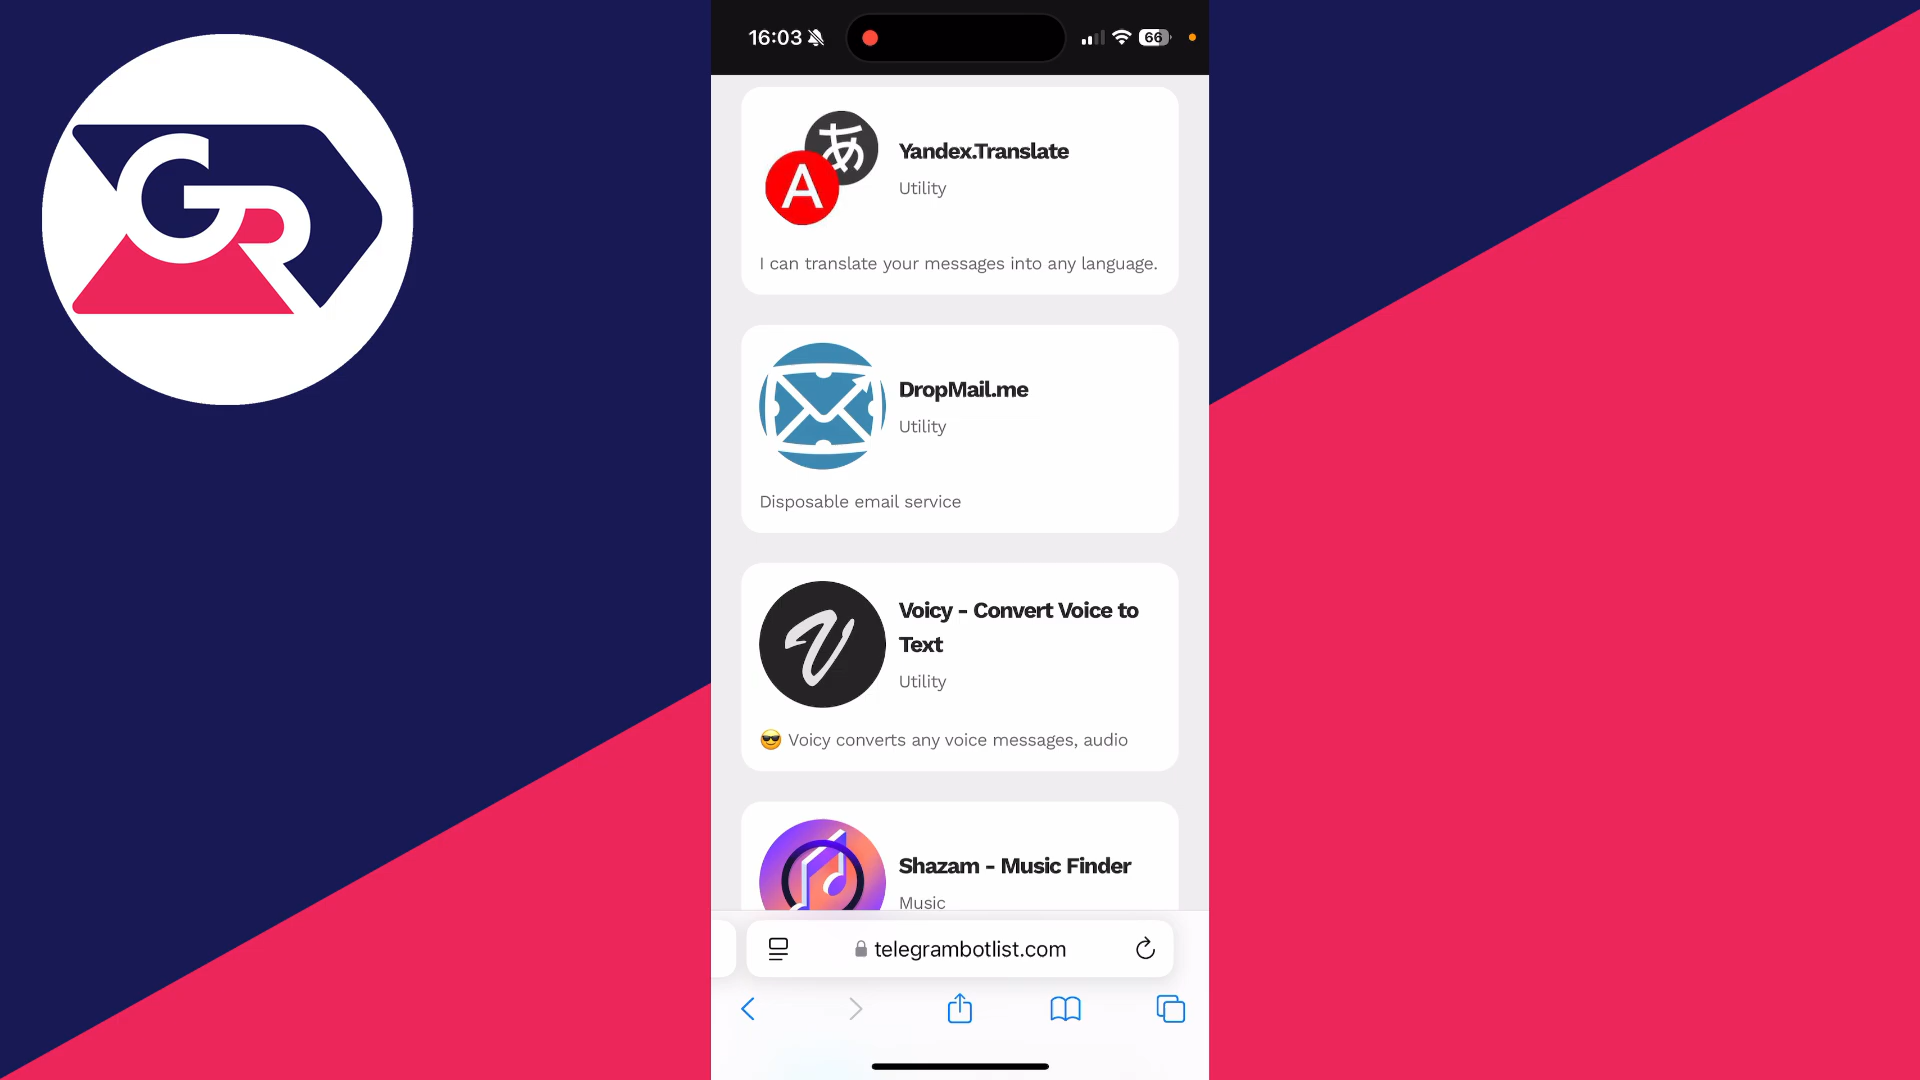 GR
16:03
66
あ
A
Yandex.Translate
Utility
I can translate your messages into any language.
DropMail.me
Utility
Disposable email service
V
Voicy - Convert Voice to
Text
Utility
😎 Voicy converts any voice messages, audio
Shazam - Music Finder
Music
telegrambotlist.com